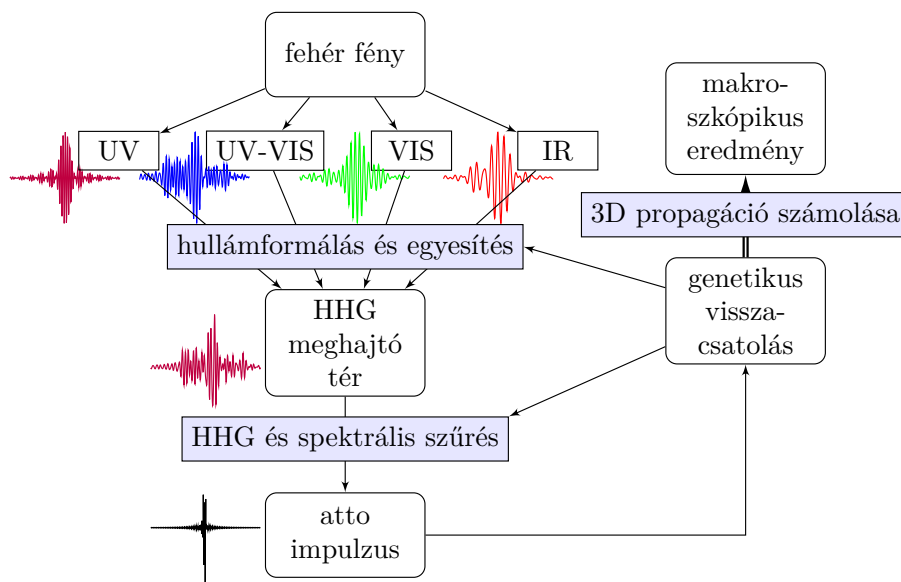 fehér fény
UV
UV-VIS
VIS
IR
hullámformálás és egyesítés
HHG
meghajtó
tér
HHG és spektrális szűrés
atto
impulzus
makro-
szkópikus
eredmény
3D propagáció számolása
genetikus
vissza-
csatolás